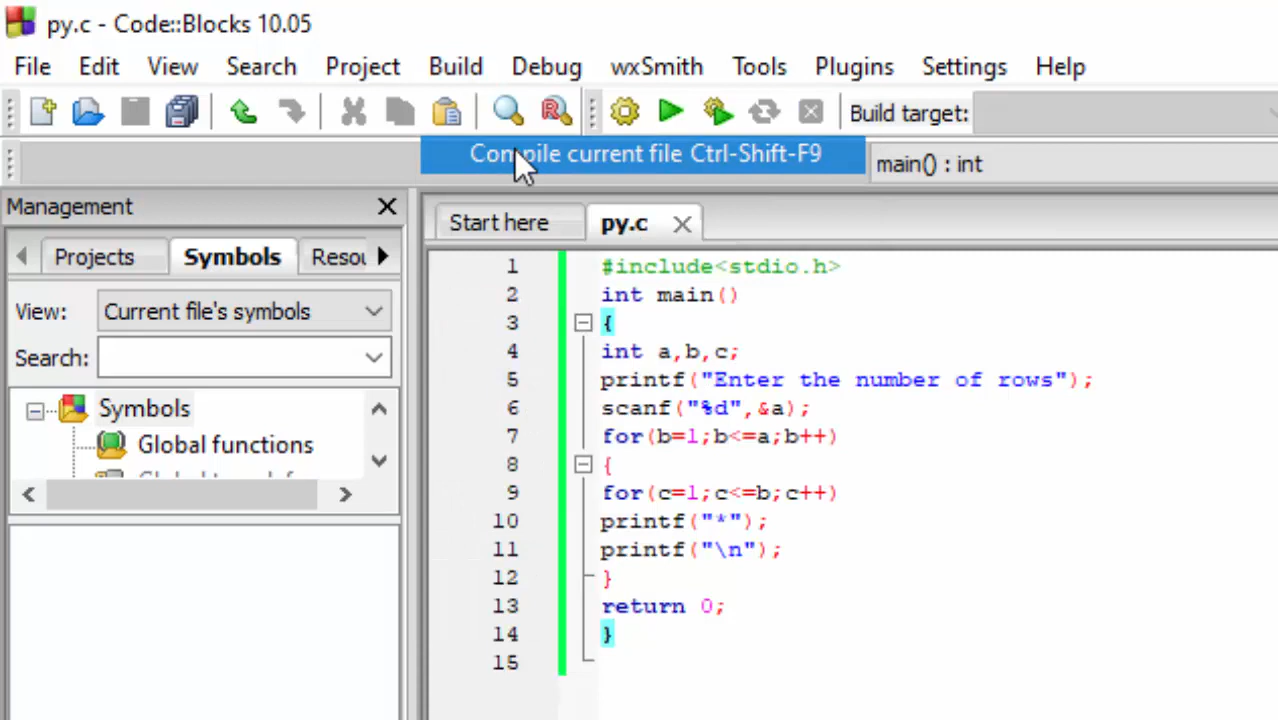 py.c - Code::Blocks 10.05
File Edit View Search Project Build Debug wxSmith Tools Plugins Settings Help
Build target:
Compile current file Ctrl-Shift-F9
main() : int
Management
Start here py.c
Projects Symbols
View: Current file's symbols
Search:
Symbols
Global functions
1 #include<stdio.h>
2 int main()
3 {
4 int a,b,c;
5 printf("Enter the number of rows");
6 scanf("%d",&a);
7 for(b=1;b<=a;b++)
8 {
9 for(c=1;c<=b;c++)
10 printf("*");
11 printf("\n");
12 }
13 return 0;
14 }
15